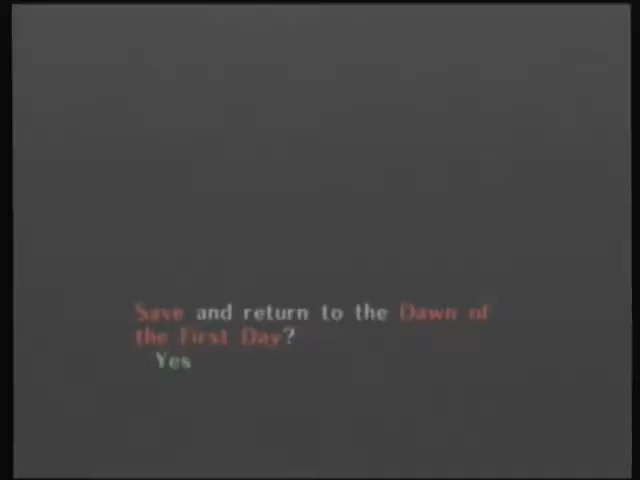 Save and return to the Dawn of
the First Day?
Yes